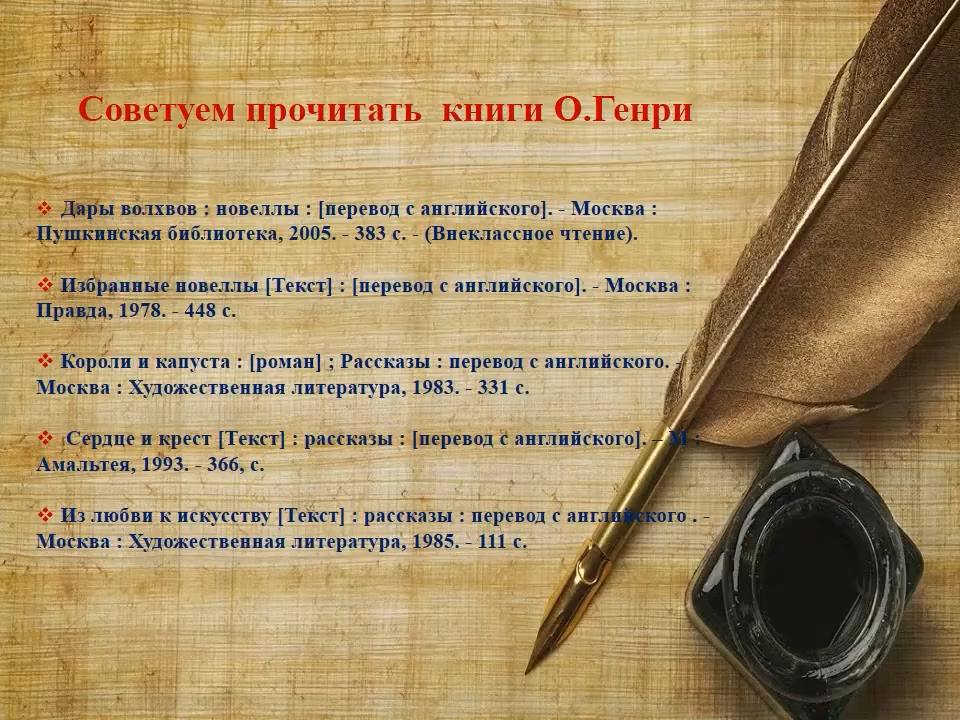 Советуем прочитать книги О.Генри
Дары волхвов : новеллы : [перевод с английского]. - Москва :
Пушкинская библиотека, 2005. - 383 с. - (Внеклассное чтение).
Избранные новеллы [Текст] : [перевод с английского]. - Москва :
Правда, 1978. - 448 с.
Короли и капуста : [роман] ; Рассказы : перевод с английского. -
Москва : Художественная литература, 1983. - 331 с.
Сердце и крест [Текст] : рассказы : [перевод с английского]. – М :
Амальтея, 1993. - 366, с.
Из любви к искусству [Текст] : рассказы : перевод с английского . -
Москва : Художественная литература, 1985. - 111 с.